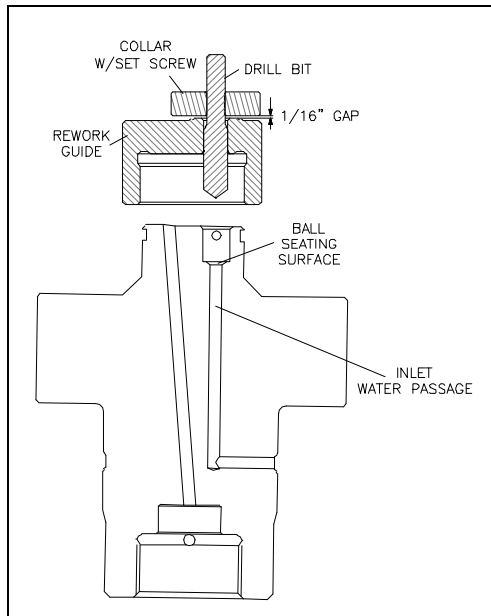 COLLAR
W/SET SCREW
DRILL BIT
1/16" GAP
REWORK
GUIDE
BALL
SEATING
SURFACE
INLET
WATER PASSAGE